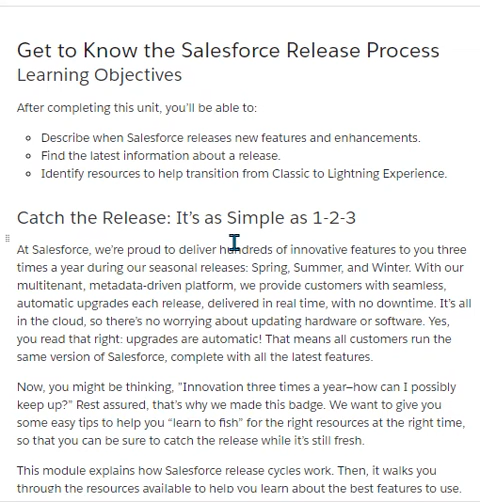 Get to Know the Salesforce Release Process
Learning Objectives
After completing this unit, you'll be able to:
Describe when Salesforce releases new features and enhancements.
Find the latest information about a release.
Identify resources to help transition from Classic to Lightning Experience.
Catch the Release: It's as Simple as 1-2-3
At Salesforce, we're proud to deliver hundreds of innovative features to you three
times a year during our seasonal releases: Spring, Summer, and Winter. With our
multitenant, metadata-driven platform, we provide customers with seamless,
automatic upgrades each release, delivered in real time, with no downtime. It's all
in the cloud, so there's no worrying about updating hardware or software. Yes,
you read that right: upgrades are automatic! That means all customers run the
same version of Salesforce, complete with all the latest features.
Now, you might be thinking, "Innovation three times a year—how can I possibly
keep up?" Rest assured, that's why we made this badge. We want to give you
some easy tips to help you "learn to fish" for the right resources at the right time,
so that you can be sure to catch the release while it's still fresh.
This module explains how Salesforce release cycles work. Then, it walks you
through the resources available to help you learn about the best features to use.